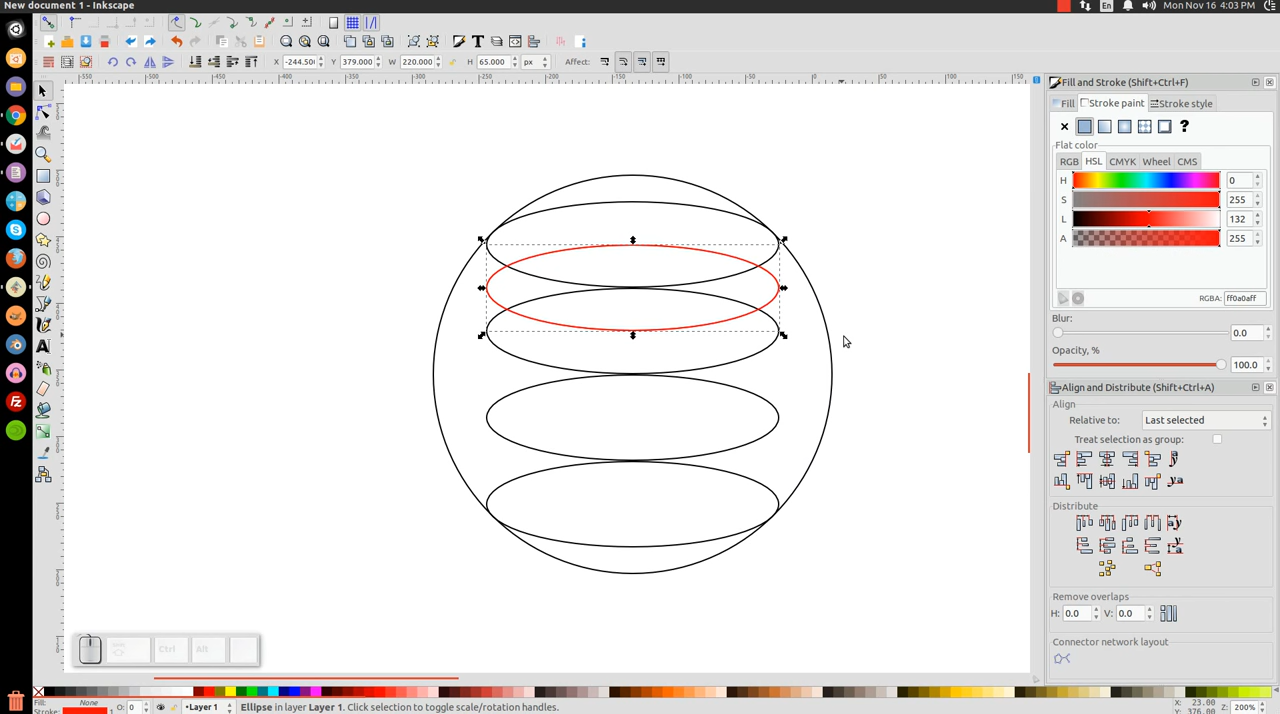 New document 1 - Inkscape
En
Mon Nov 16 4:03 PM
X -244.500
Y 379.000
W 220.000
H 65.000
px
Affect:
Fill and Stroke (Shift+Ctrl+F)
Fill
Stroke paint
Stroke style
?
Flat color
RGB
HSL
CMYK
Wheel
CMS
H
0
S
255
L
132
A
255
RGBA:
ff0a0aff
Blur:
0.0
Opacity, %
100.0
Align and Distribute (Shift+Ctrl+A)
Align
Relative to:
Last selected
Treat selection as group:
Distribute
Remove overlaps
H: 0.0
V: 0.0
Connector network layout
Ctrl
Alt
Fill:
None
Stroke:
1
O: 0
Layer 1
Ellipse in layer Layer 1. Click selection to toggle scale/rotation handles.
X: 23.00
Y: 376.00
Z: 200%